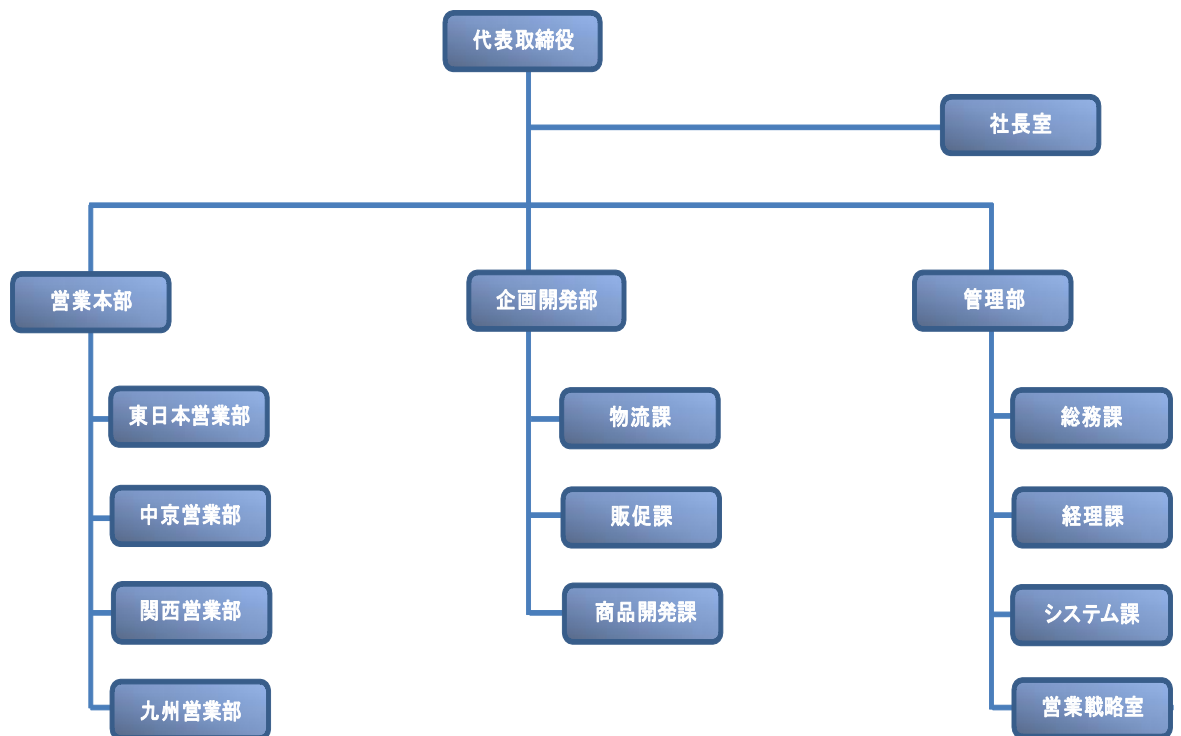 代表取締役
社長室
営業本部
企画開発部
管理部
東日本営業部
物流課
総務課
中京営業部
販促課
経理課
関西営業部
商品開発課
システム課
九州営業部
営業戦略室